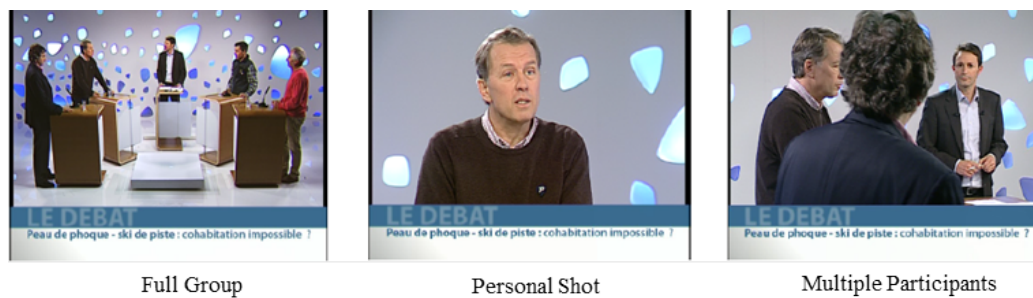 LE DEBAT
Peau de phoque - ski de piste : cohabitation impossible ?
LE DEBAT
Peau de phoque - ski de piste : cohabitation impossible ?
LE DEBAT
Peau de phoque - ski de piste : cohabitation impossible ?
Full Group
Personal Shot
Multiple Participants